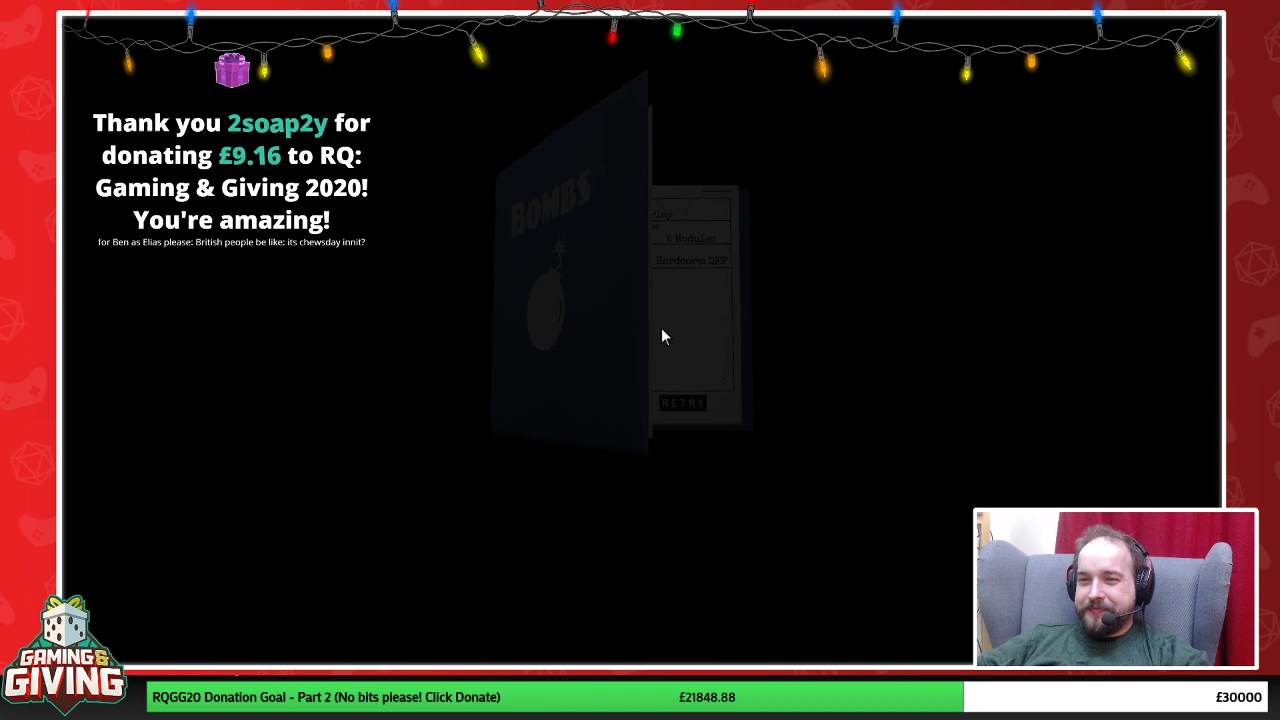 Thank you 2soap2y for
donating £9.16 to RQ:
Gaming & Giving 2020!
You're amazing!
for Ben as Elias please: British people be like: its chewsday innit?
BOMBS
Play
& Modules
Hardcore: OFF
RETRY
GAMING &
GIVING
RQGG20 Donation Goal - Part 2 (No bits please! Click Donate) £21848.88 £30000